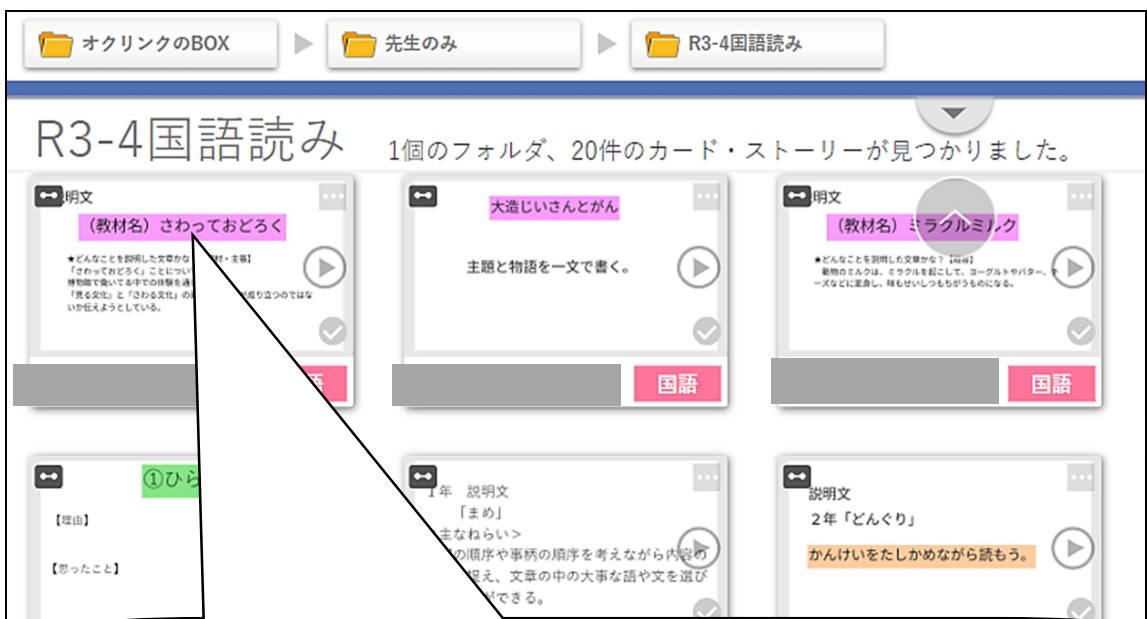 オクリンクのBOX
先生のみ
R3-4国語読み
R3-4国語読み
1個のフォルダ、20件のカード・ストーリーが見つかりました。
明文
（教材名）さわっておどろく
★どんなことを説明した文章かな
材・主張】
「さわっておどろく」ことについ
博物館で働いてる中での体験を通
「見る文化」と「さわる文化」の
が成り立つのではな
いか伝えようとしている。
語
大造じいさんとがん
主題と物語を一文で書く。
国語
明文
（教材名）ミラクルミルク
★どんなことを説明した文章かな？
動物のミルクは、ミラクルを起こして、ヨーグルトやバター、チ
ーズなどに変身し、味もせいしつもちがうものになる。
国語
①ひら
【理由】
【思ったこと】
1年　説明文
「まめ」
主なねらい＞
の順序や事柄の順序を考えながら内容の
捉え、文章の中の大事な語や文を選び
ができる。
説明文
２年「どんぐり」
かんけいをたしかめながら読もう。